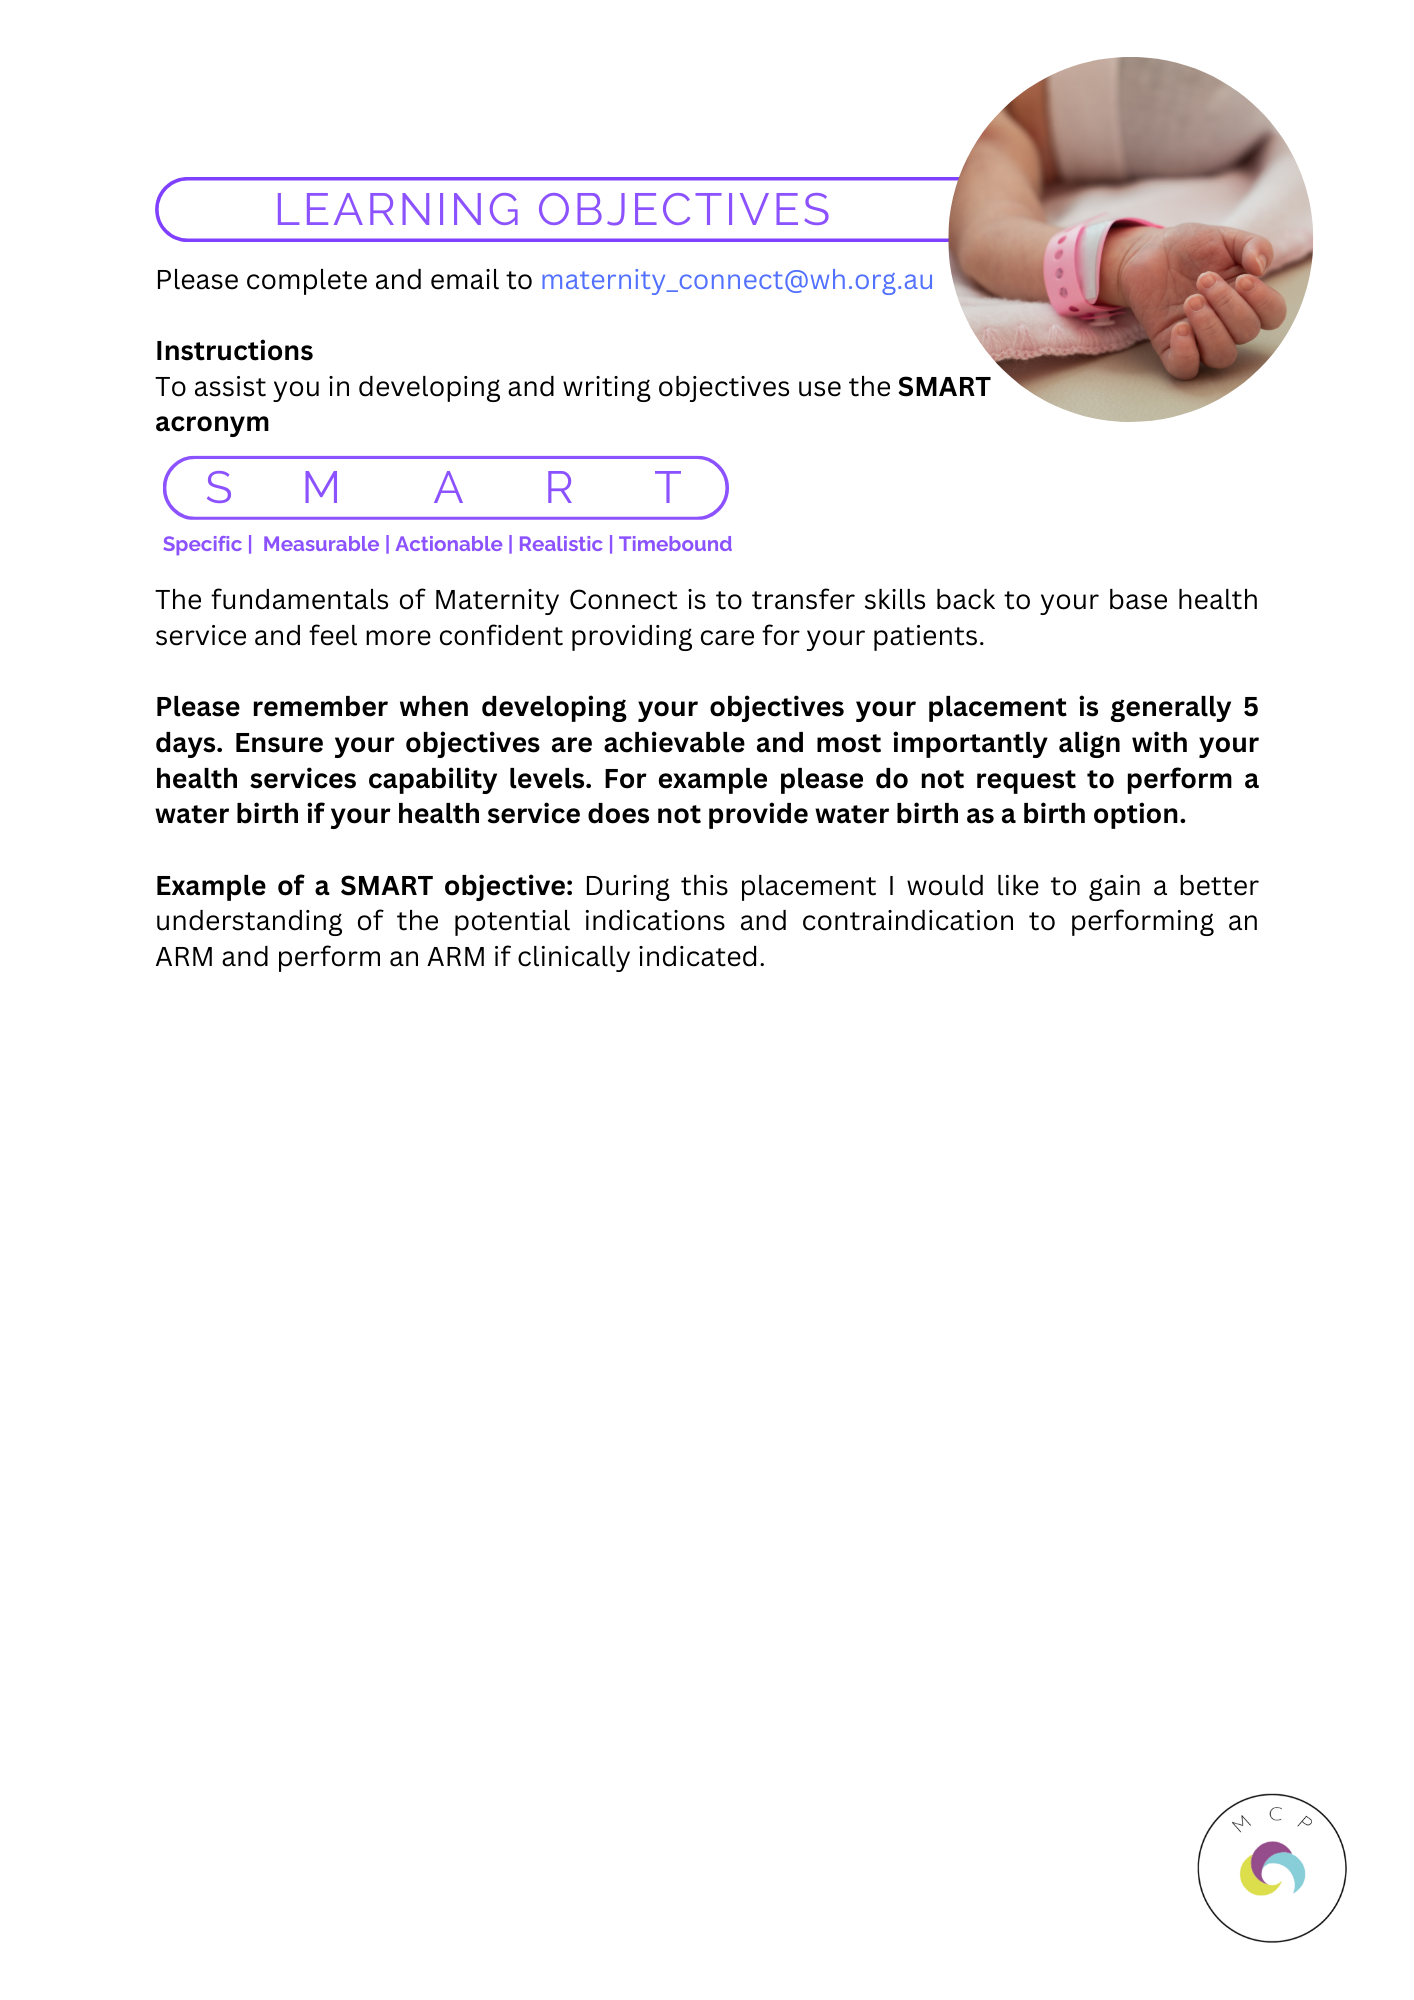 LEARNING OBJECTIVES
Please complete and email to maternity_connect@wh.org.au
Instructions
To assist you in developing and writing objectives use the SMART
acronym
S M A R T
Specific | Measurable | Actionable | Realistic | Timebound
The fundamentals of Maternity Connect is to transfer skills back to your base health
service and feel more confident providing care for your patients.
Please remember when developing your objectives your placement is generally 5
days. Ensure your objectives are achievable and most importantly align with your
health services capability levels. For example please do not request to perform a
water birth if your health service does not provide water birth as a birth option.
Example of a SMART objective: During this placement I would like to gain a better
understanding of the potential indications and contraindication to performing an
ARM and perform an ARM if clinically indicated.
M C P